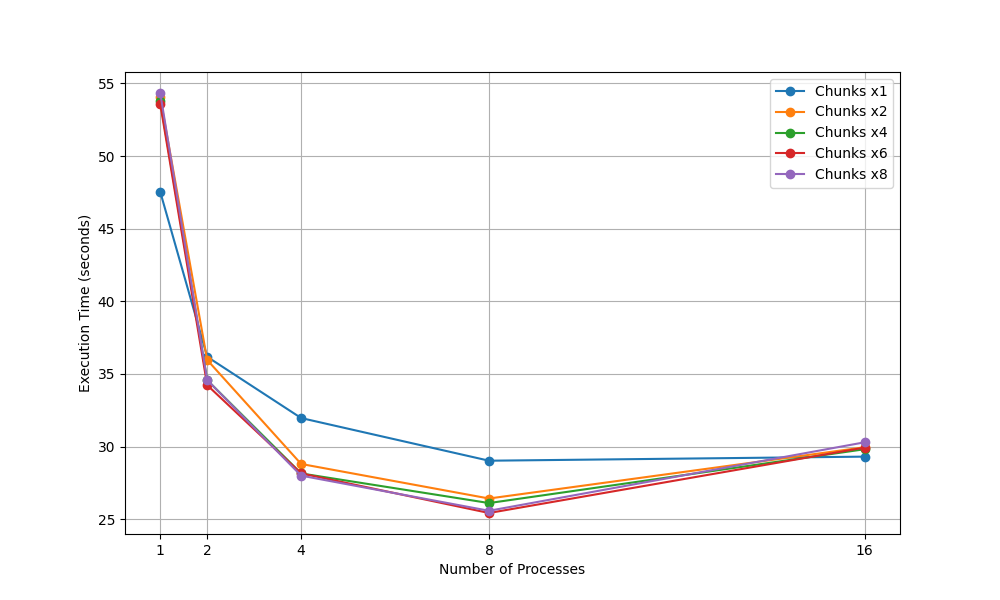 55
50
45
40
35
30
25
Execution Time (seconds)
Chunks x1
Chunks x2
Chunks x4
Chunks x6
Chunks x8
1 2 4 8 16
Number of Processes